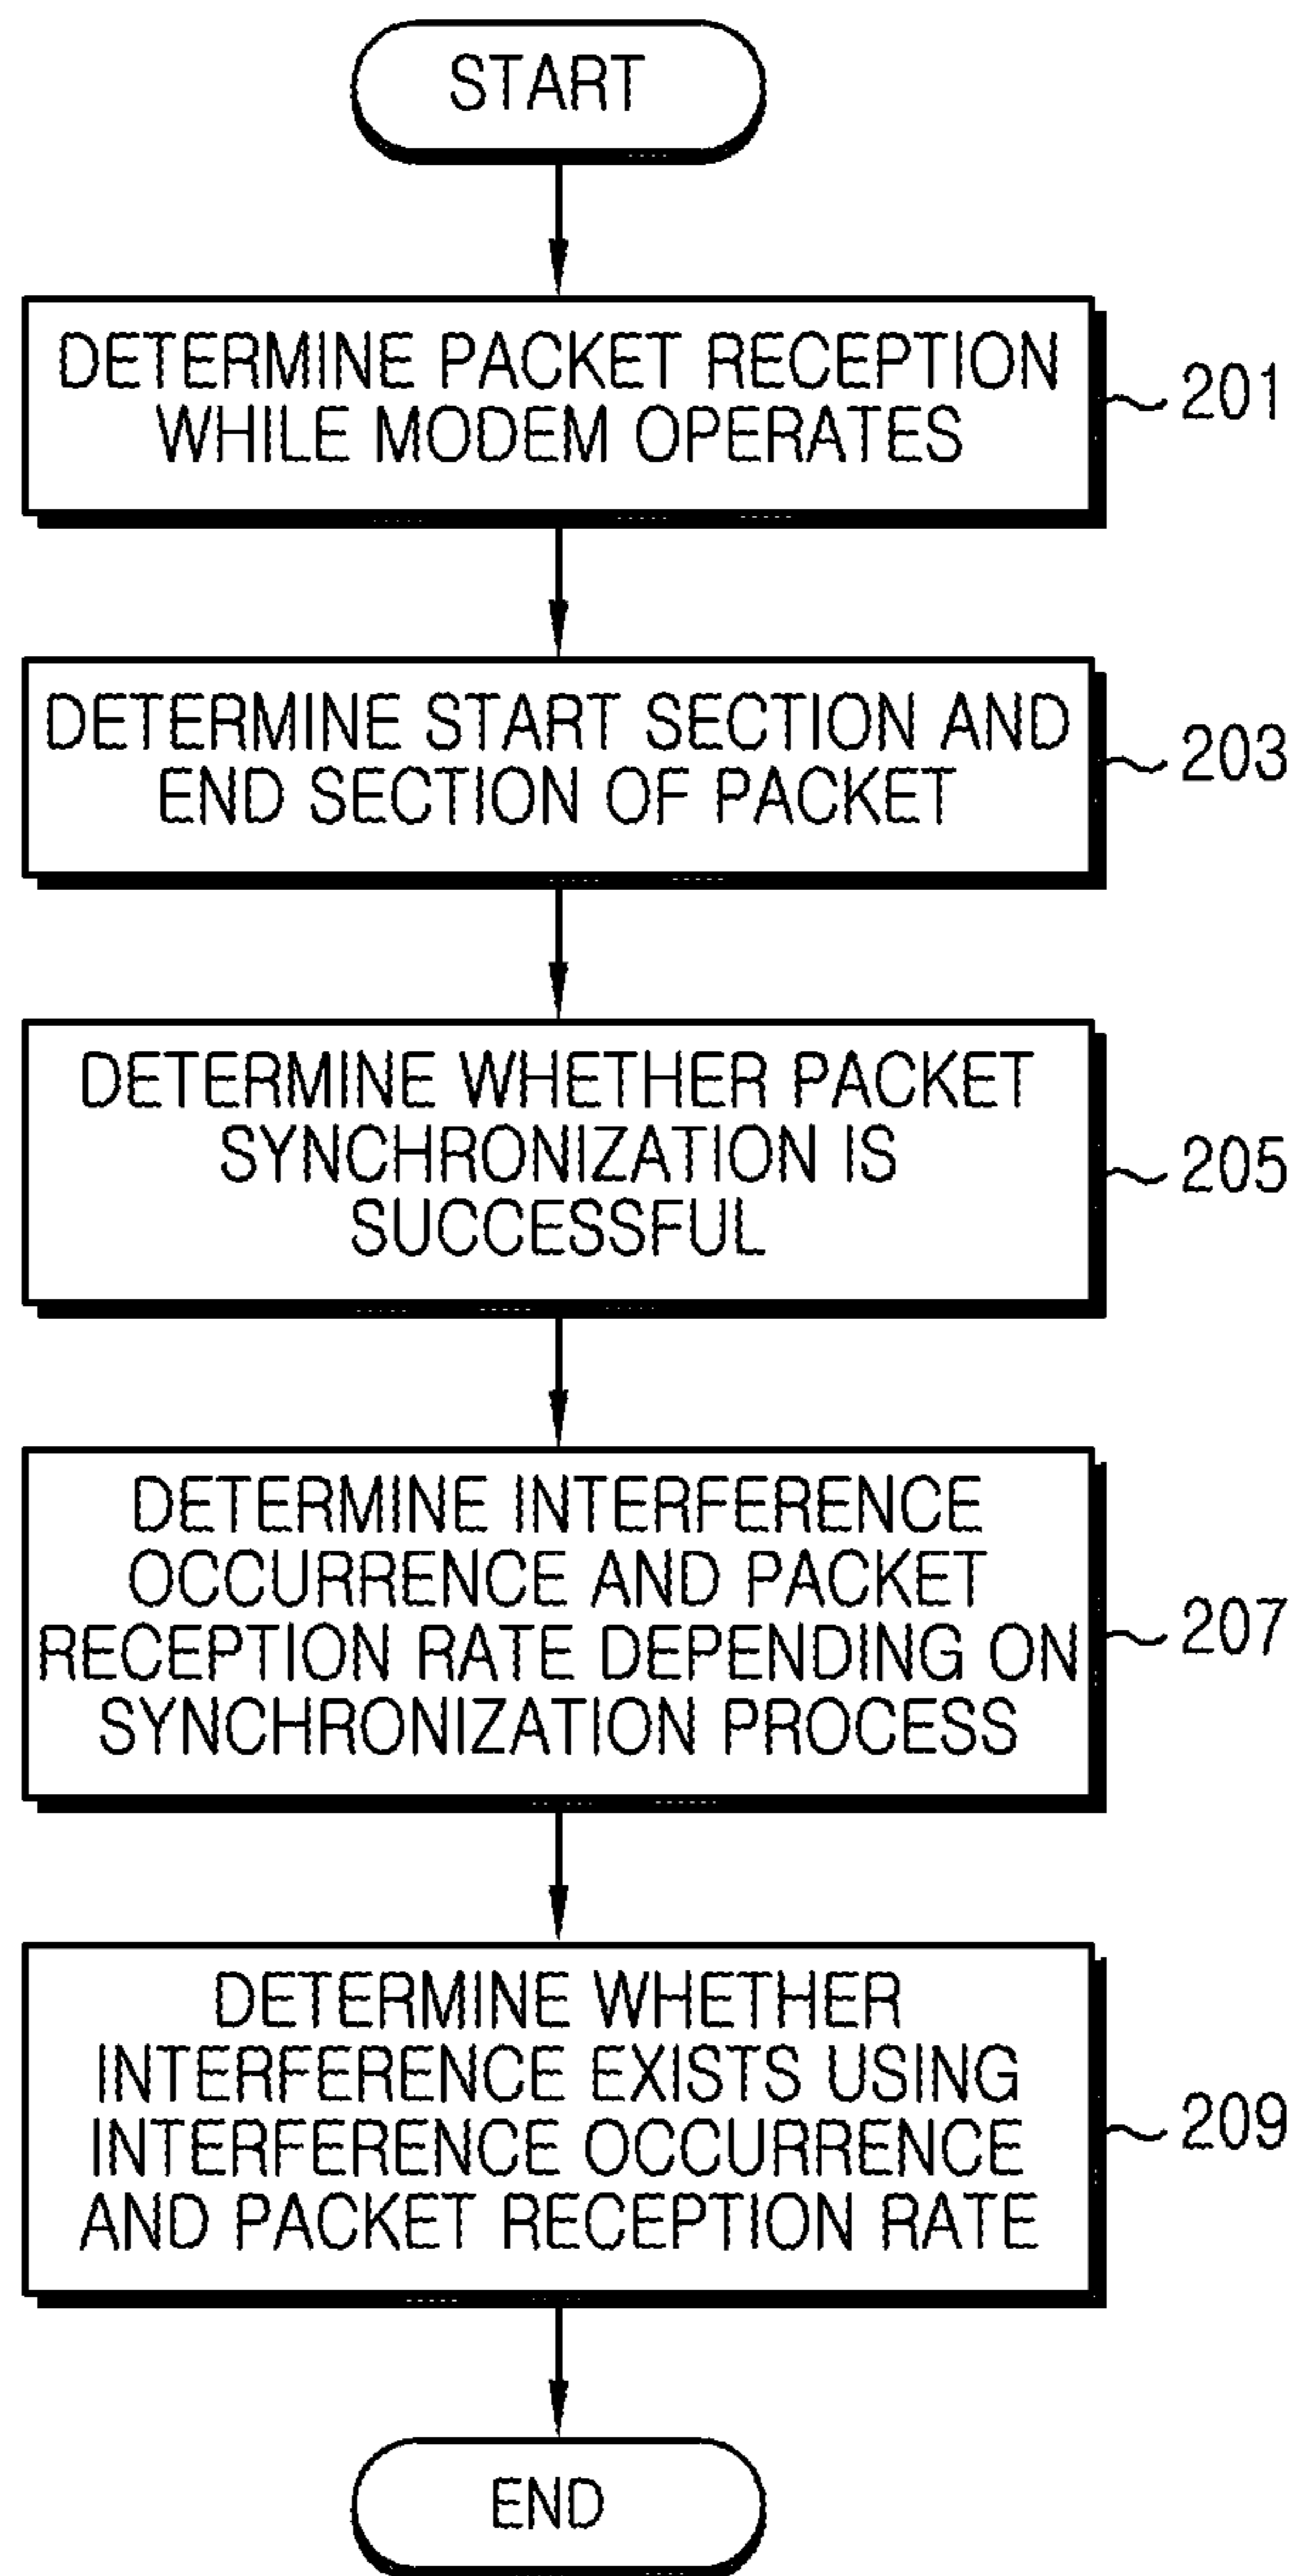 START
DETERMINE PACKET RECEPTION
WHILE MODEM OPERATES
201
DETERMINE START SECTION AND
END SECTION OF PACKET
203
DETERMINE WHETHER PACKET
SYNCHRONIZATION IS
SUCCESSFUL
205
DETERMINE INTERFERENCE
OCCURRENCE AND PACKET
RECEPTION RATE DEPENDING ON
SYNCHRONIZATION PROCESS
207
DETERMINE WHETHER
INTERFERENCE EXISTS USING
INTERFERENCE OCCURRENCE
AND PACKET RECEPTION RATE
209
END